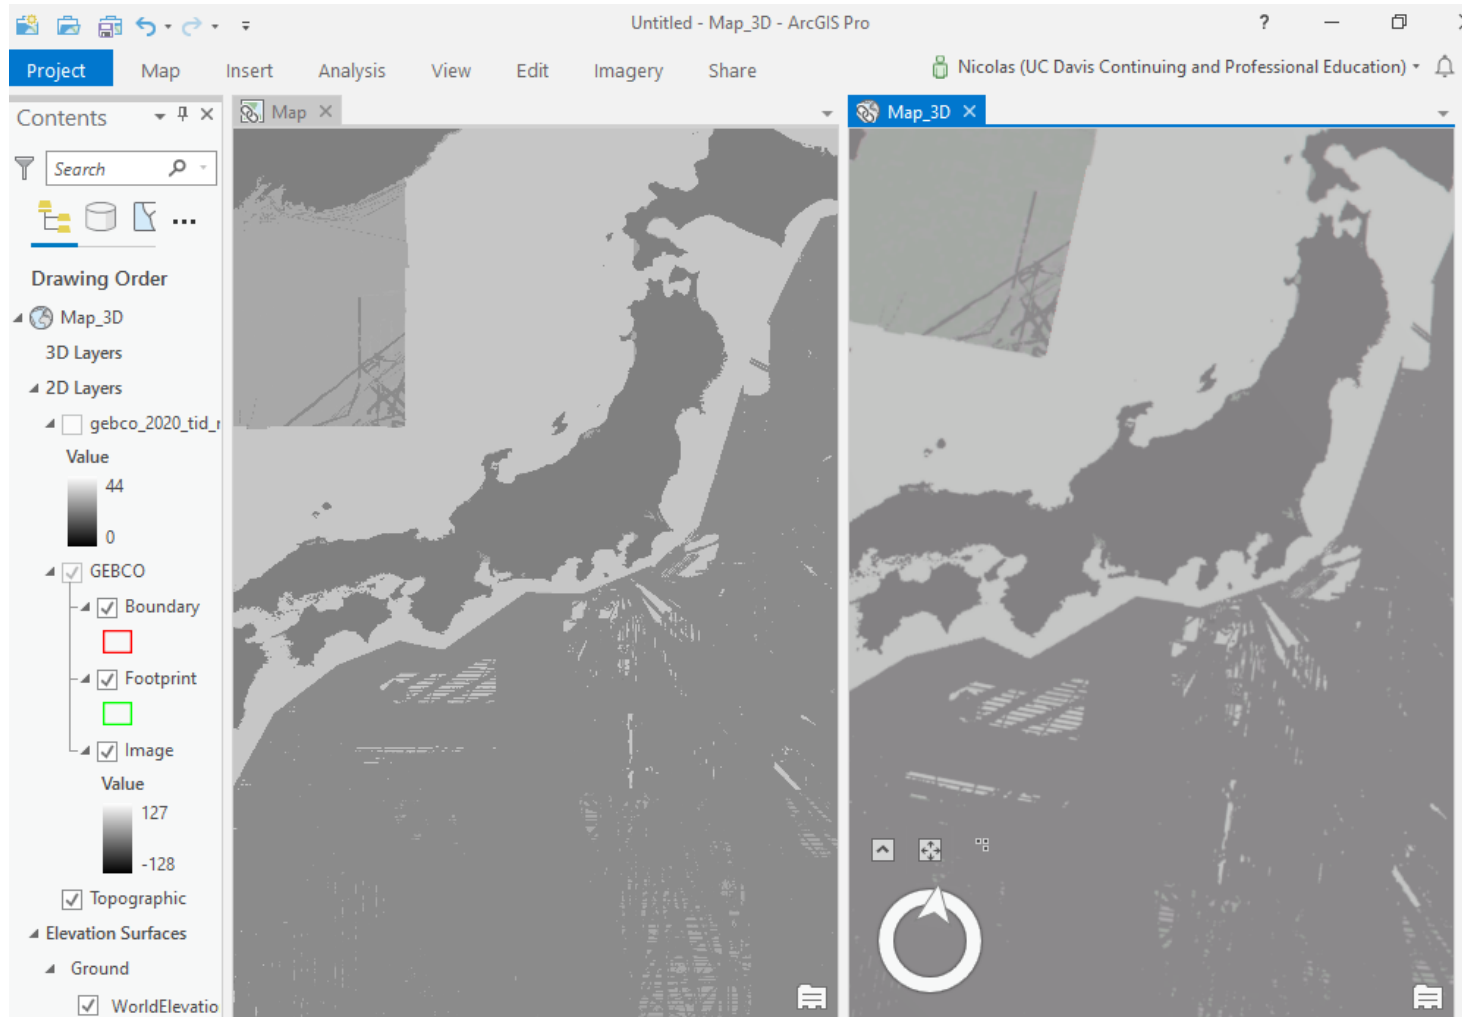 Untitled - Map_3D - ArcGIS Pro
?
Project Map Insert Analysis View Edit Imagery Share
Nicolas (UC Davis Continuing and Professional Education)
Contents
Map
Map_3D
Search
Drawing Order
Map_3D
3D Layers
2D Layers
gebco_2020_tid_r
Value
44
0
GEBCO
Boundary
Footprint
Image
Value
127
-128
Topographic
Elevation Surfaces
Ground
WorldElevatio